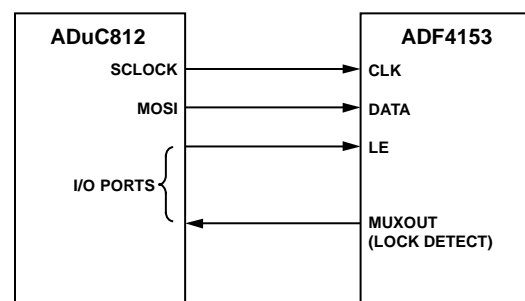 ADuC812
ADF4153
SCLOCK
CLK
MOSI
DATA
LE
I/O PORTS
MUXOUT
(LOCK DETECT)